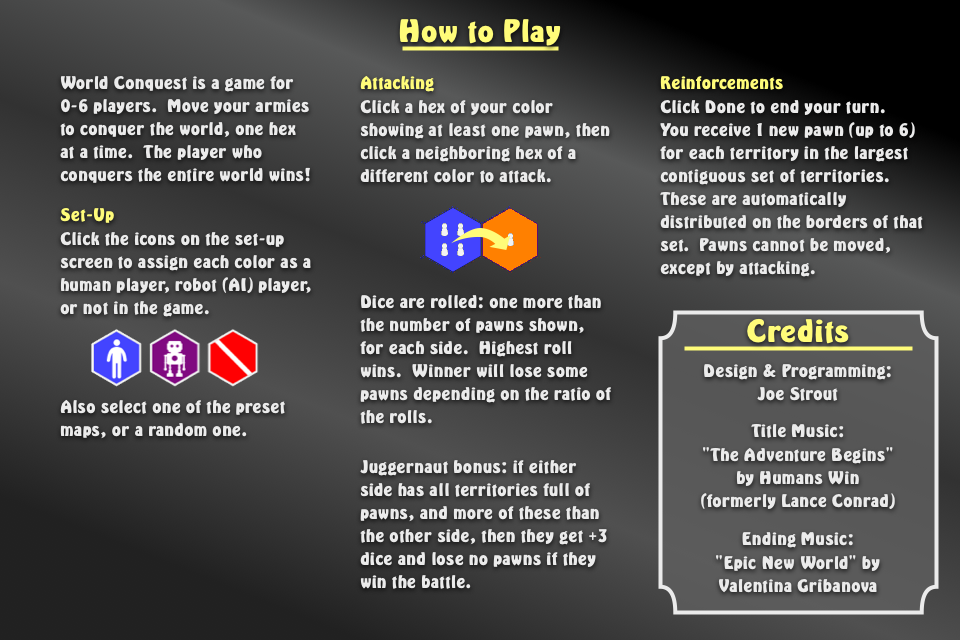 How to Play
World Conquest is a game for
0-6 players.  Move your armies
to conquer the world, one hex
at a time.  The player who
conquers the entire world wins!
Set-Up
Click the icons on the set-up
screen to assign each color as a
human player, robot (AI) player,
or not in the game.
Also select one of the preset
maps, or a random one.
Attacking
Click a hex of your color
showing at least one pawn, then
click a neighboring hex of a
different color to attack.
Dice are rolled: one more than
the number of pawns shown,
for each side.  Highest roll
wins.  Winner will lose some
pawns depending on the ratio of
the rolls.
Juggernaut bonus: if either
side has all territories full of
pawns, and more of these than
the other side, then they get +3
dice and lose no pawns if they
win the battle.
Reinforcements
Click Done to end your turn.
You receive 1 new pawn (up to 6)
for each territory in the largest
contiguous set of territories.
These are automatically
distributed on the borders of that
set.  Pawns cannot be moved,
except by attacking.
Credits
Design & Programming:
Joe Strout
Title Music:
"The Adventure Begins"
by Humans Win
(formerly Lance Conrad)
Ending Music:
"Epic New World" by
Valentina Gribanova